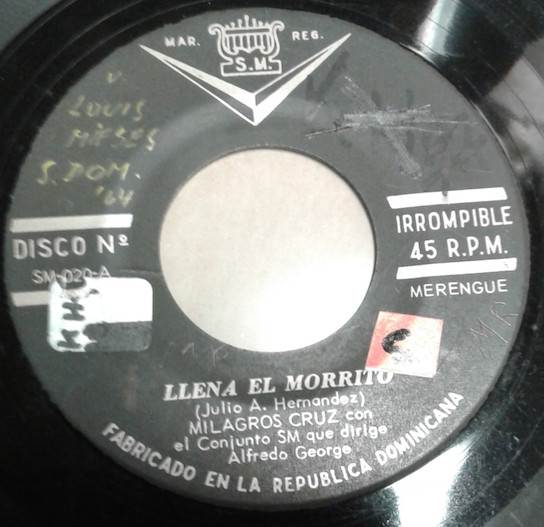 MAR. REG.
S.M.
V.
LOUIS
MIESES
S. DOM.
'64
DISCO Nº
SM-020-A
IRROMPIBLE
45 R.P.M.
MERENGUE
LLENA EL MORRITO
(Julio A. Hernandez)
MILAGROS CRUZ con
el Conjunto SM que dirige
Alfredo George
FABRICADO EN LA REPUBLICA DOMINICANA